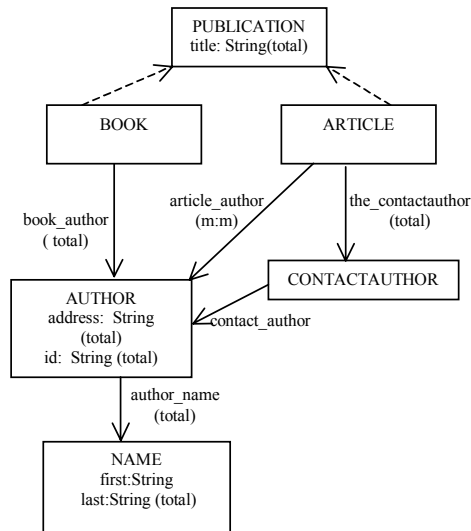 PUBLICATION
title: String(total)
BOOK
ARTICLE
book_author
( total)
article_author
(m:m)
the_contactauthor
(total)
CONTACTAUTHOR
AUTHOR
address: String
(total)
id: String (total)
contact_author
author_name
(total)
NAME
first:String
last:String (total)